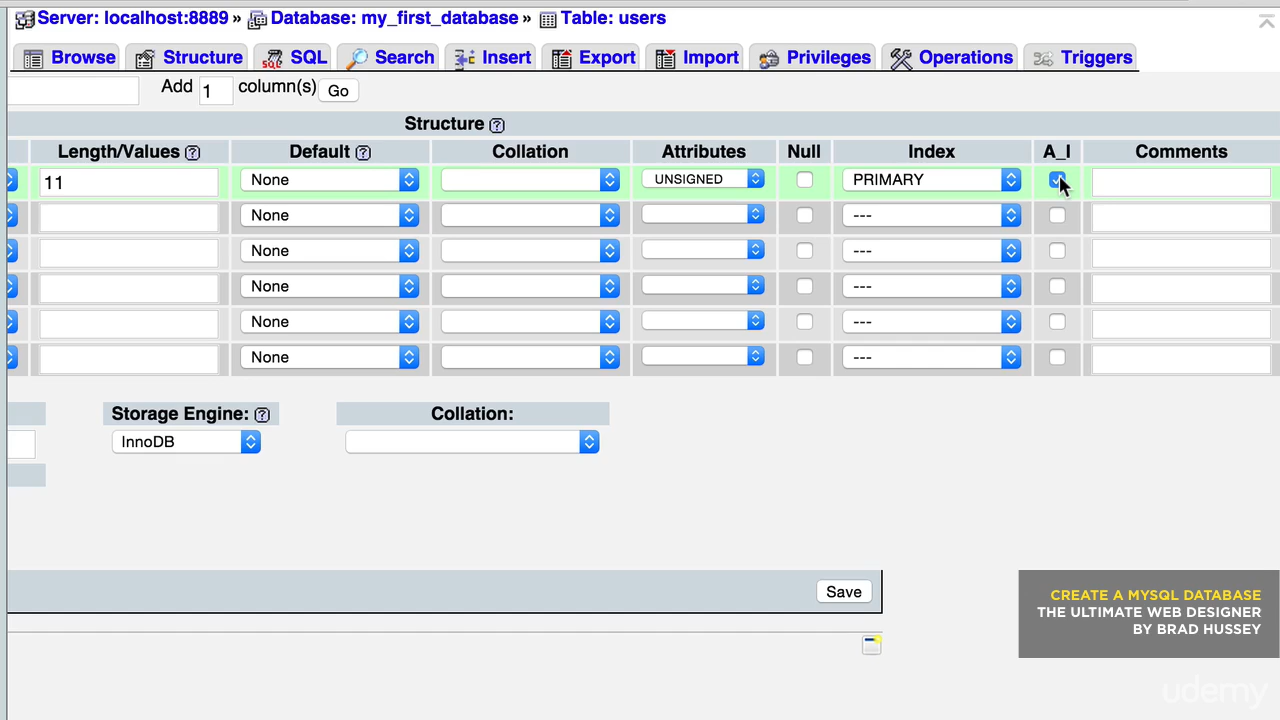 Server: localhost:8889 » Database: my_first_database » Table: users
Browse Structure SQL Search Insert Export Import Privileges Operations Triggers
Add 1 column(s) Go
Structure
Length/Values Default Collation Attributes Null Index A_I Comments
11 None UNSIGNED PRIMARY
None ---
None ---
None ---
None ---
None ---
Storage Engine: Collation:
InnoDB
Save
CREATE A MYSQL DATABASE
THE ULTIMATE WEB DESIGNER
BY BRAD HUSSEY
udemy